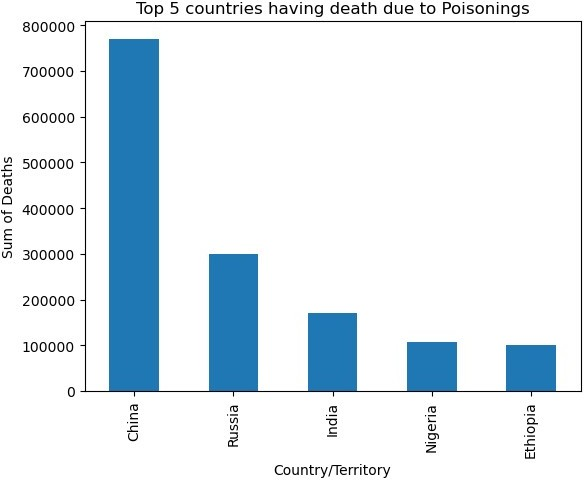 Top 5 countries having death due to Poisonings
Sum of Deaths
800000
700000
600000
500000
400000
300000
200000
100000
0
China
Russia
India
Nigeria
Ethiopia
Country/Territory